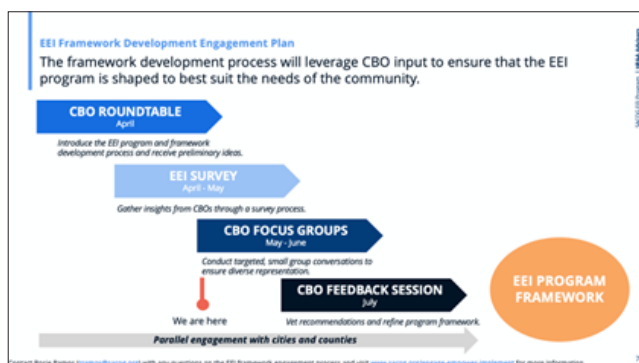 EEI Framework Development Engagement Plan
The framework development process will leverage CBO input to ensure that the EEI
program is shaped to best suit the needs of the community.
CBO ROUNDTABLE
April
Introduce the EEI program and framework
development process and receive preliminary ideas.
EEI SURVEY
April - May
Gather insights from CBOs through a survey process.
CBO FOCUS GROUPS
May - June
Conduct targeted, small group conversations to
ensure diverse representation.
We are here
CBO FEEDBACK SESSION
July
Vet recommendations and refine program framework.
EEI PROGRAM
FRAMEWORK
Parallel engagement with cities and counties